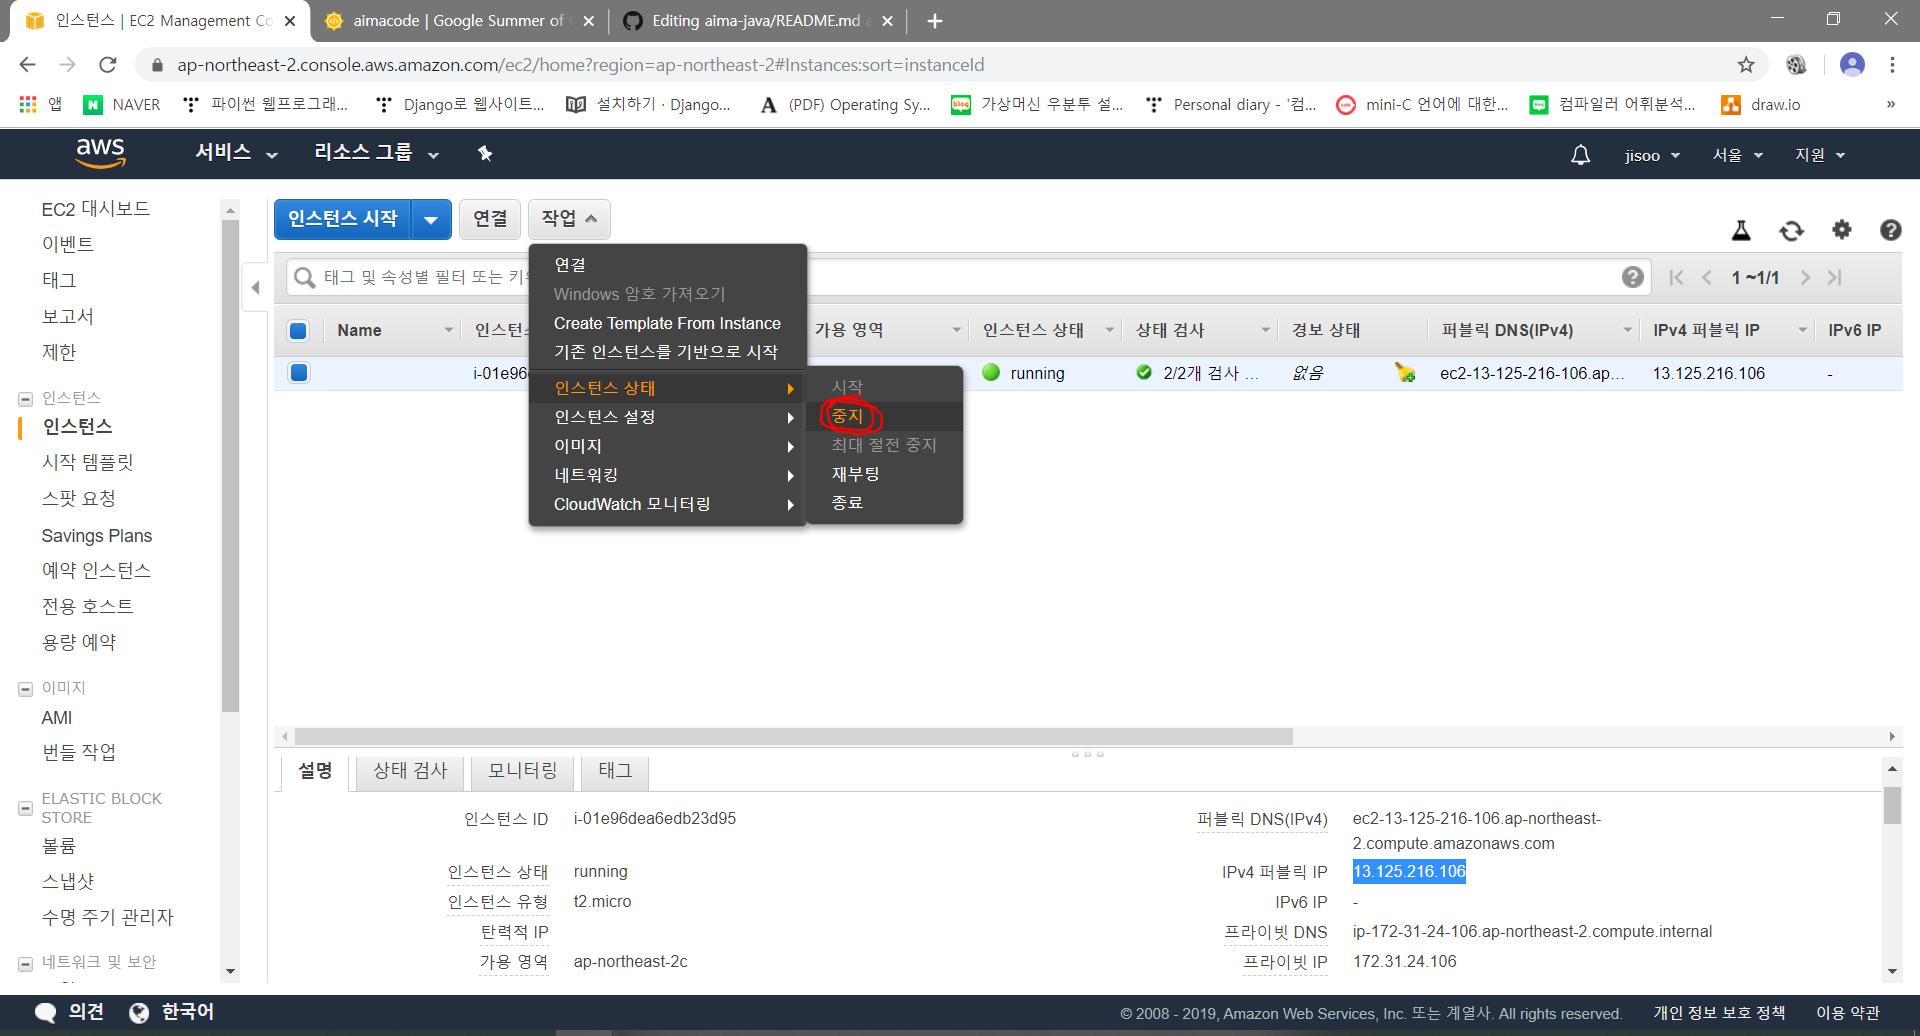 인스턴스 | EC2 Management Co
aimacode | Google Summer of
Editing aima-java/README.md
ap-northeast-2.console.aws.amazon.com/ec2/home?region=ap-northeast-2#Instances:sort=instanceId
앱
NAVER
파이썬 웹프로그래...
Django로 웹사이트...
설치하기 · Django...
(PDF) Operating Sy...
가상머신 우분투 설...
Personal diary - '컴...
mini-C 언어에 대한...
컴파일러 어휘분석...
draw.io
»
aws
서비스
리소스 그룹
jisoo
서울
지원
EC2 대시보드
이벤트
태그
보고서
제한
인스턴스
인스턴스
시작 템플릿
스팟 요청
Savings Plans
예약 인스턴스
전용 호스트
용량 예약
이미지
AMI
번들 작업
ELASTIC BLOCK
STORE
볼륨
스냅샷
수명 주기 관리자
네트워크 및 보안
인스턴스 시작
연결
작업
태그 및 속성별 필터 또는 키
1 ~1/1
연결
Windows 암호 가져오기
Create Template From Instance
기존 인스턴스를 기반으로 시작
인스턴스 상태
인스턴스 설정
이미지
네트워킹
CloudWatch 모니터링
시작
중지
최대 절전 중지
재부팅
종료
Name
가용 영역
인스턴스 상태
상태 검사
경보 상태
퍼블릭 DNS(IPv4)
IPv4 퍼블릭 IP
IPv6 IP
i-01e96
running
2/2개 검사 ...
없음
ec2-13-125-216-106.ap...
13.125.216.106
-
설명
상태 검사
모니터링
태그
인스턴스 ID
i-01e96dea6edb23d95
퍼블릭 DNS(IPv4)
ec2-13-125-216-106.ap-northeast-
2.compute.amazonaws.com
인스턴스 상태
running
IPv4 퍼블릭 IP
13.125.216.106
인스턴스 유형
t2.micro
IPv6 IP
-
탄력적 IP
프라이빗 DNS
ip-172-31-24-106.ap-northeast-2.compute.internal
가용 영역
ap-northeast-2c
프라이빗 IP
172.31.24.106
의견
한국어
© 2008 - 2019, Amazon Web Services, Inc. 또는 계열사. All rights reserved.
개인 정보 보호 정책
이용 약관